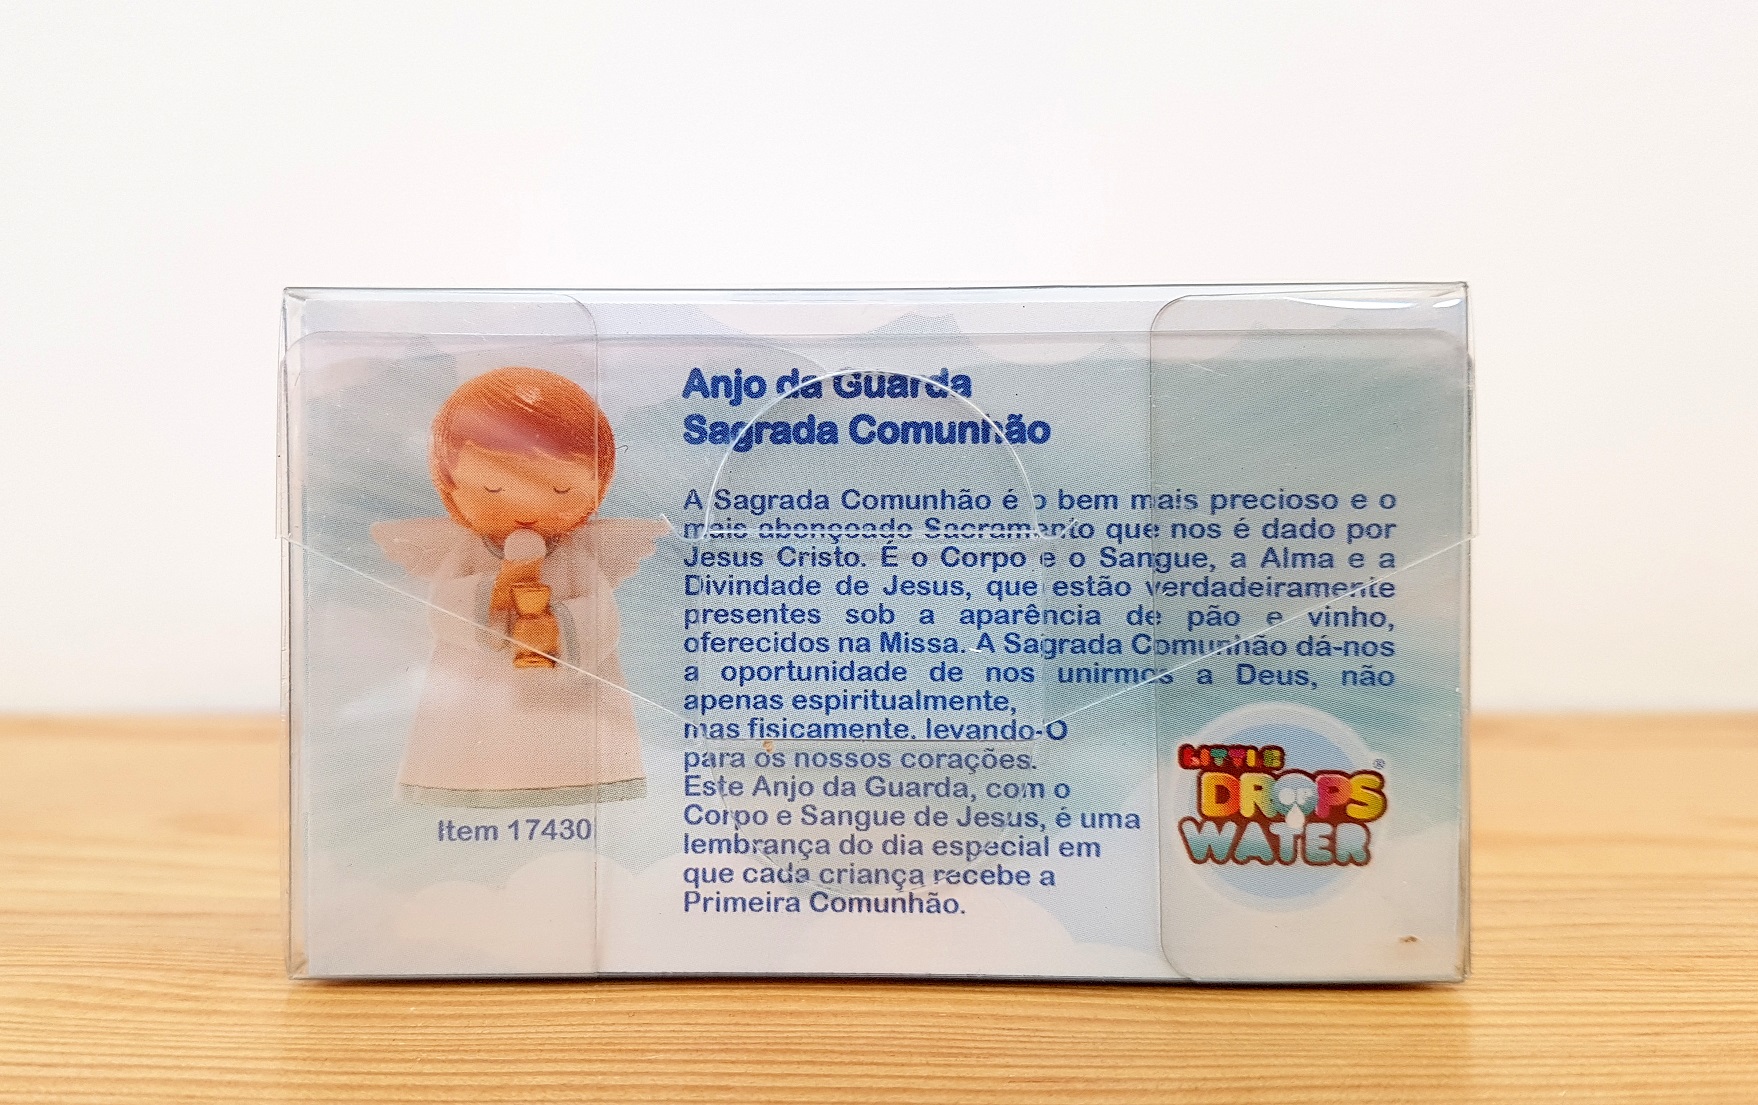 Anjo da Guarda
Sagrada Comunhão
A Sagrada Comunhão é o bem mais precioso e o
mais abençoado Sacramento que nos é dado por
Jesus Cristo. É o Corpo e o Sangue, a Alma e a
Divindade de Jesus, que estão verdadeiramente
presentes sob a aparência de pão e vinho,
oferecidos na Missa. A Sagrada Comunhão dá-nos
a oportunidade de nos unirmos a Deus, não
apenas espiritualmente,
mas fisicamente, levando-O
para os nossos corações.
Este Anjo da Guarda, com o
Corpo e Sangue de Jesus, é uma
lembrança do dia especial em
que cada criança recebe a
Primeira Comunhão.
Item 17430
LITTLE
DROPS ®
OF
WATER